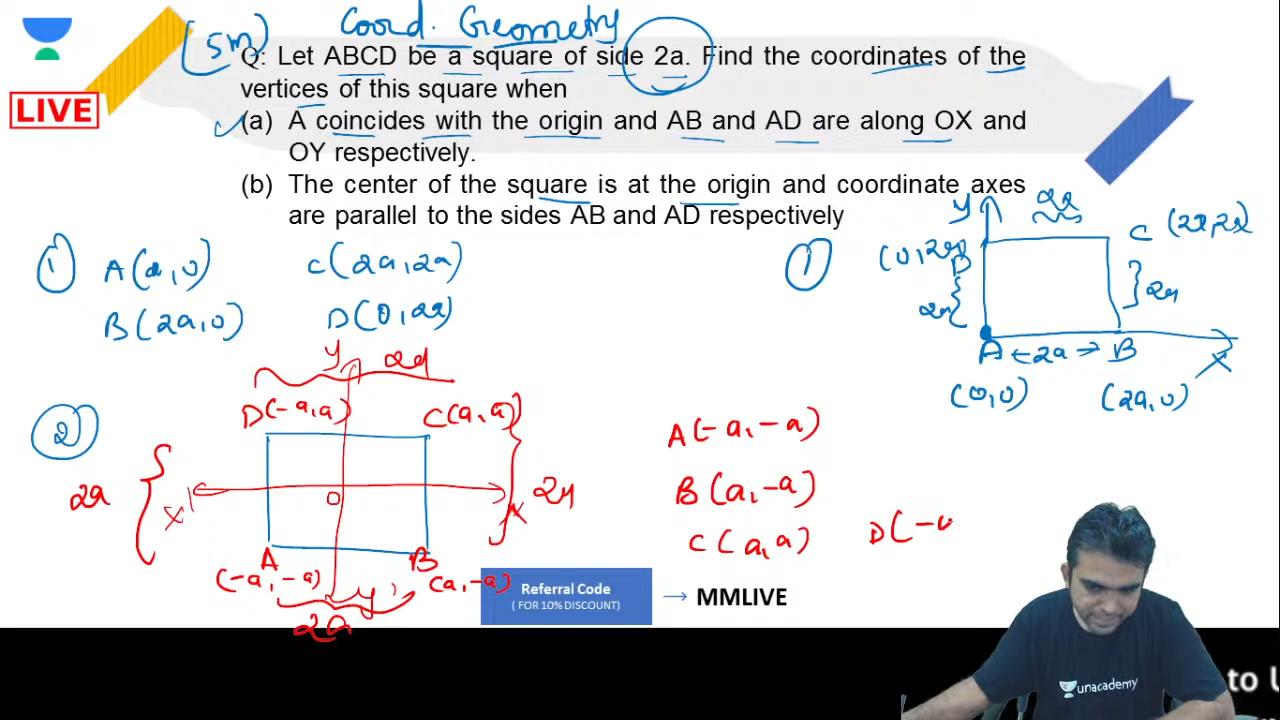 Coord. Geometry
[5m]
Q: Let ABCD be a square of side 2a. Find the coordinates of the
vertices of this square when
LIVE
(a) A coincides with the origin and AB and AD are along OX and
OY respectively.
(b) The center of the square is at the origin and coordinate axes
are parallel to the sides AB and AD respectively
y 2a
C (2a,2a)
(0,2a)
D
2a 2a
A ←2a→ B
X
(0,0) (2a,0)
1
1 A( ,0) C(2a,2a)
B(2a,0) D(0,2a)
2
y 2a
D(-a,a) C(a,a)
2a X' O X 2a
A B
(-a,-a) y' (a,-a)
2a
A(-a,-a)
B(a,-a)
C(a,a) D(-
Referral Code
( FOR 10% DISCOUNT)
→ MMLIVE
unacademy
to